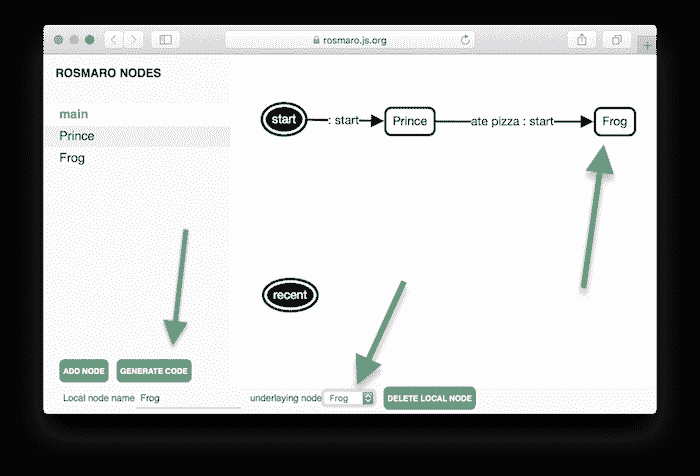 rosmaro.js.org
ROSMARO NODES
main
Prince
Frog
start
: start
Prince
ate pizza : start
Frog
recent
ADD NODE
GENERATE CODE
Local node name Frog
underlaying node Frog
DELETE LOCAL NODE